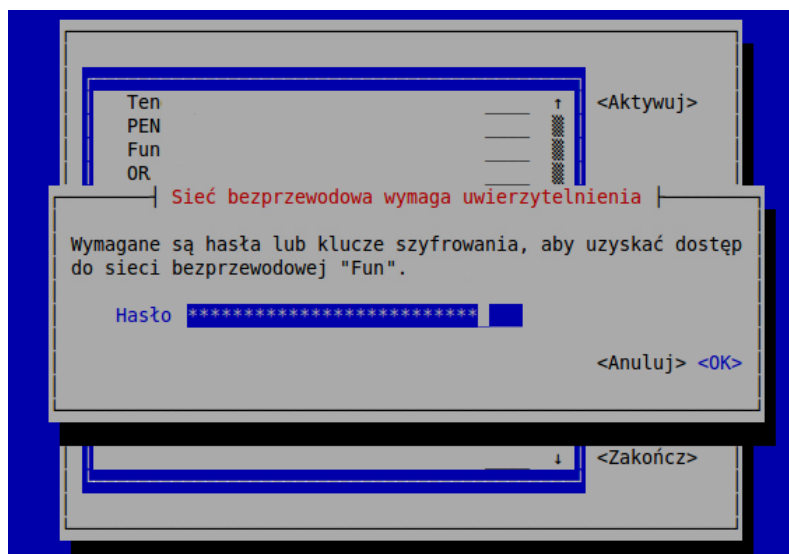 Ten
<Aktywuj>
PEN
Fun
OR
Sieć bezprzewodowa wymaga uwierzytelnienia
Wymagane są hasła lub klucze szyfrowania, aby uzyskać dostęp
do sieci bezprzewodowej "Fun".
Hasło **************************
<Anuluj> <OK>
<Zakończ>